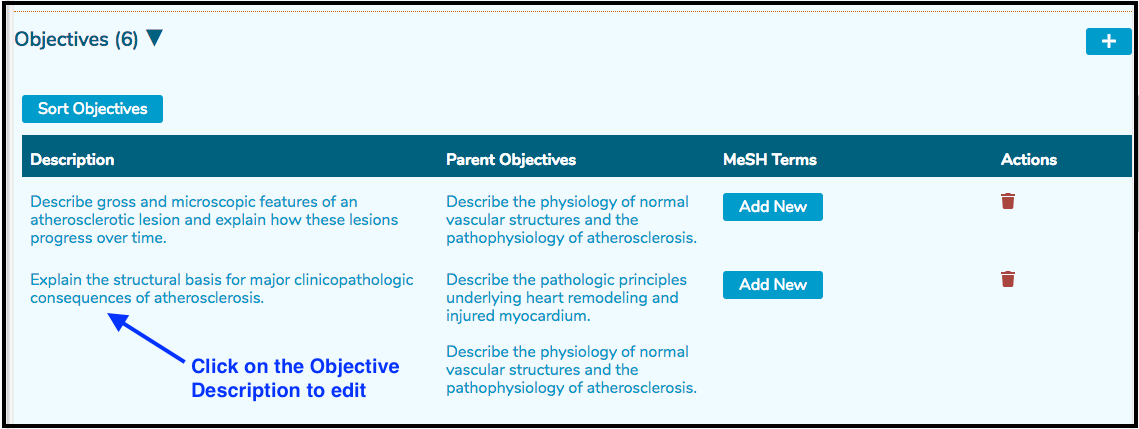 Objectives (6) ▼
+
Sort Objectives
Description Parent Objectives MeSH Terms Actions
Describe gross and microscopic features of an
atherosclerotic lesion and explain how these lesions
progress over time.
Describe the physiology of normal
vascular structures and the
pathophysiology of atherosclerosis.
Add New
Explain the structural basis for major clinicopathologic
consequences of atherosclerosis.
Describe the pathologic principles
underlying heart remodeling and
injured myocardium.
Describe the physiology of normal
vascular structures and the
pathophysiology of atherosclerosis.
Add New
Click on the Objective
Description to edit